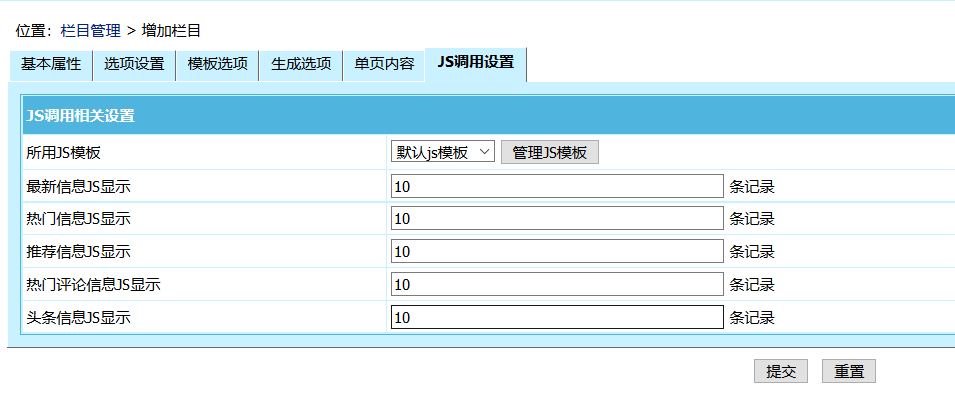 位置：栏目管理 > 增加栏目
基本属性 选项设置 模板选项 生成选项 单页内容 JS调用设置
JS调用相关设置
所用JS模板 默认js模板 管理JS模板
最新信息JS显示 10 条记录
热门信息JS显示 10 条记录
推荐信息JS显示 10 条记录
热门评论信息JS显示 10 条记录
头条信息JS显示 10 条记录
提交 重置